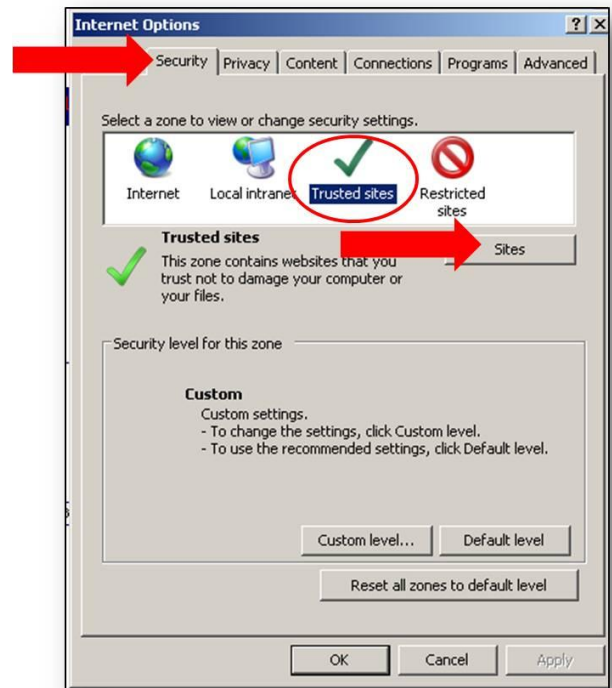 Internet Options
Security Privacy Content Connections Programs Advanced
Select a zone to view or change security settings.
Internet Local intranet Trusted sites Restricted sites
Trusted sites
This zone contains websites that you
trust not to damage your computer or
your files.
Sites
Security level for this zone
Custom
Custom settings.
- To change the settings, click Custom level.
- To use the recommended settings, click Default level.
Custom level... Default level
Reset all zones to default level
OK Cancel Apply